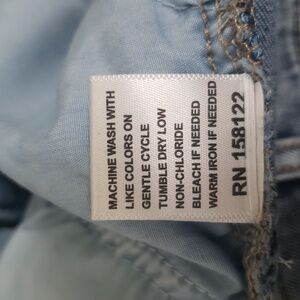 MACHINE WASH WITH
LIKE COLORS ON
GENTLE CYCLE
TUMBLE DRY LOW
NON-CHLORIDE
BLEACH IF NEEDED
WARM IRON IF NEEDED
RN 158122